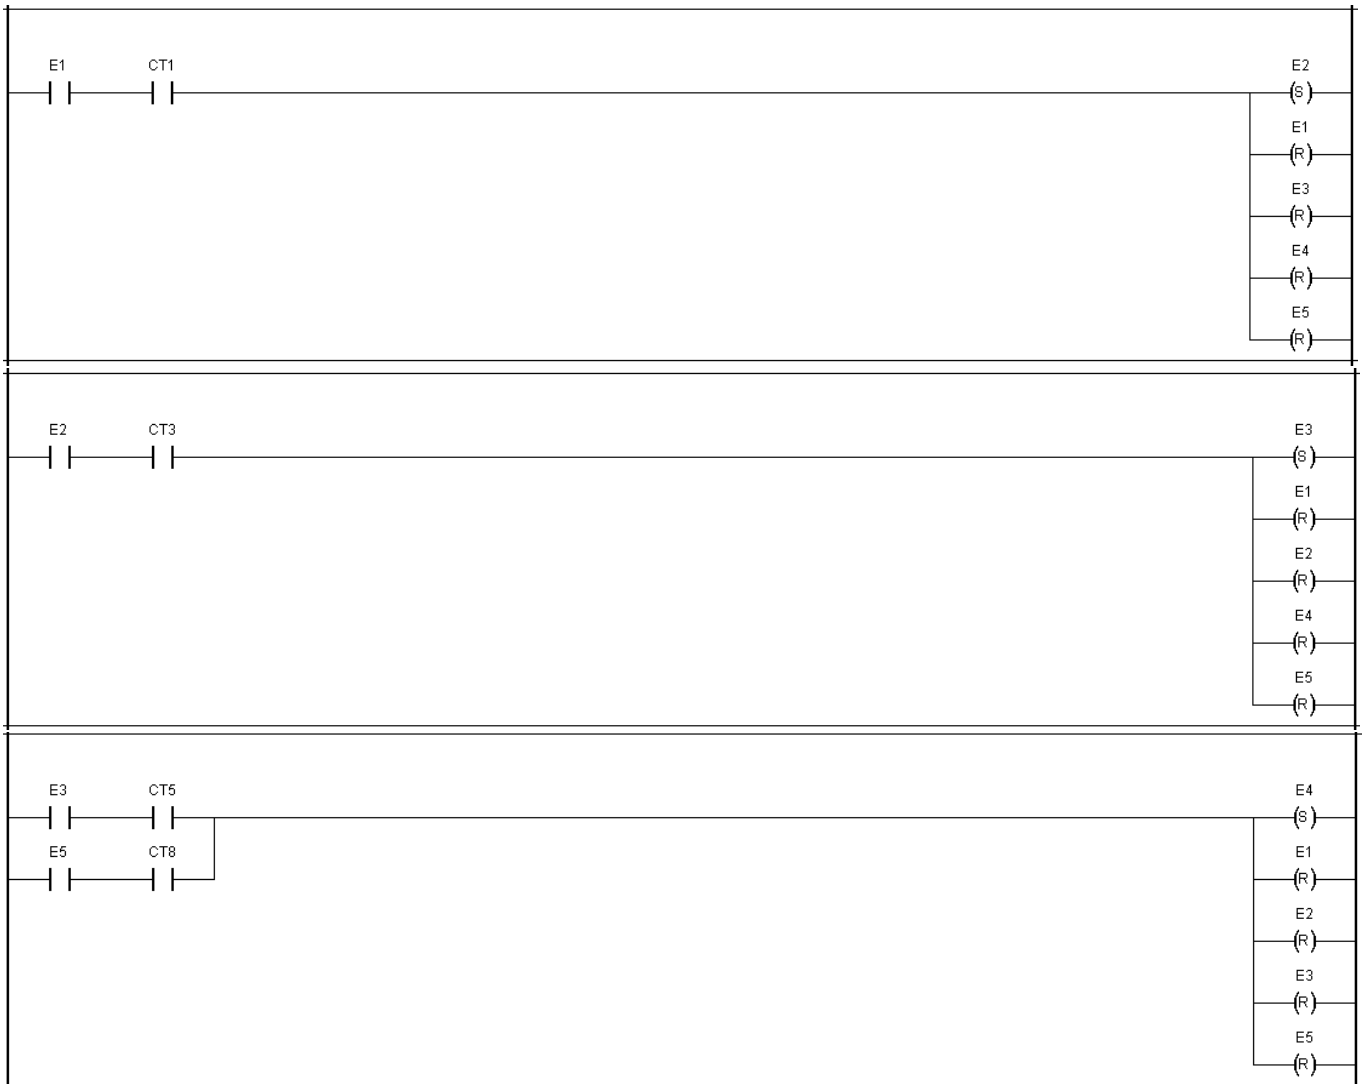 E1 CT1 E2
(S)
E1
(R)
E3
(R)
E4
(R)
E5
(R)
E2 CT3 E3
(S)
E1
(R)
E2
(R)
E4
(R)
E5
(R)
E3 CT5 E4
(S)
E5 CT8 E1
(R)
E2
(R)
E3
(R)
E5
(R)